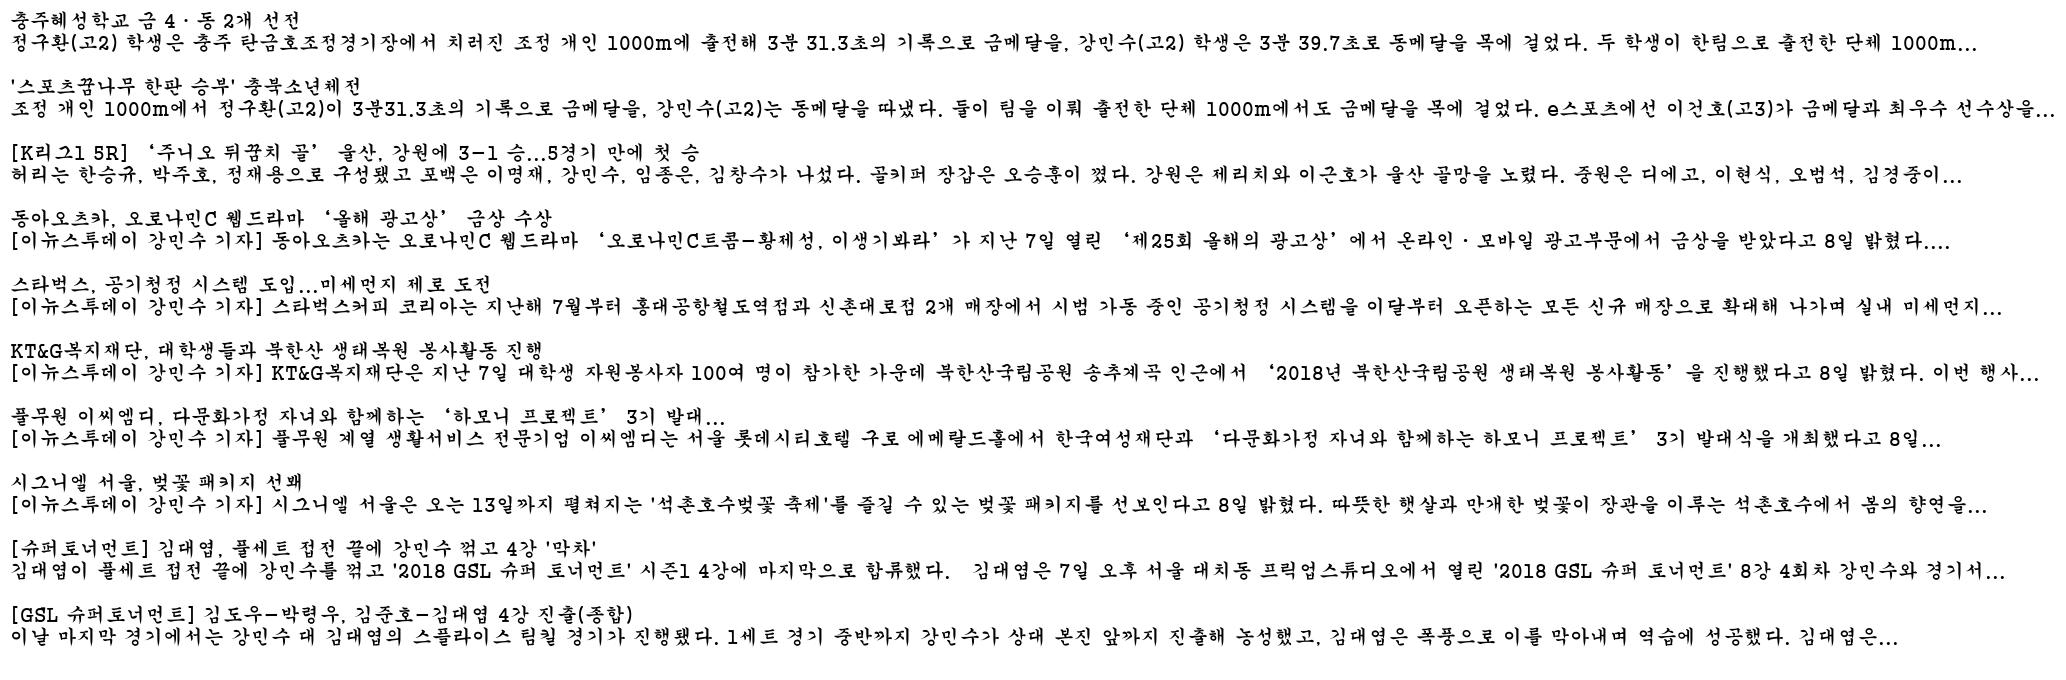 충주혜성학교 금 4·동 2개 선전
정구환(고2) 학생은 충주 탄금호조정경기장에서 치러진 조정 개인 1000m에 출전해 3분 31.3초의 기록으로 금메달을, 강민수(고2) 학생은 3분 39.7초로 동메달을 목에 걸었다. 두 학생이 한팀으로 출전한 단체 1000m...
'스포츠꿈나무 한판 승부' 충북소년체전
조정 개인 1000m에서 정구환(고2)이 3분31.3초의 기록으로 금메달을, 강민수(고2)는 동메달을 따냈다. 둘이 팀을 이뤄 출전한 단체 1000m에서도 금메달을 목에 걸었다. e스포츠에선 이건호(고3)가 금메달과 최우수 선수상을...
[K리그1 5R] ‘주니오 뒤꿈치 골’ 울산, 강원에 3-1 승...5경기 만에 첫 승
허리는 한승규, 박주호, 정재용으로 구성됐고 포백은 이명재, 강민수, 임종은, 김창수가 나섰다. 골키퍼 장갑은 오승훈이 꼈다. 강원은 제리치와 이근호가 울산 골망을 노렸다. 중원은 디에고, 이현식, 오범석, 김경중이...
동아오츠카, 오로나민C 웹드라마 ‘올해 광고상’ 금상 수상
[이뉴스투데이 강민수 기자] 동아오츠카는 오로나민C 웹드라마 ‘오로나민C트콤-황제성, 이생기봐라’가 지난 7일 열린 ‘제25회 올해의 광고상’에서 온라인·모바일 광고부문에서 금상을 받았다고 8일 밝혔다....
스타벅스, 공기청정 시스템 도입...미세먼지 제로 도전
[이뉴스투데이 강민수 기자] 스타벅스커피 코리아는 지난해 7월부터 홍대공항철도역점과 신촌대로점 2개 매장에서 시범 가동 중인 공기청정 시스템을 이달부터 오픈하는 모든 신규 매장으로 확대해 나가며 실내 미세먼지...
KT&G복지재단, 대학생들과 북한산 생태복원 봉사활동 진행
[이뉴스투데이 강민수 기자] KT&G복지재단은 지난 7일 대학생 자원봉사자 100여 명이 참가한 가운데 북한산국립공원 송추계곡 인근에서 ‘2018년 북한산국립공원 생태복원 봉사활동’을 진행했다고 8일 밝혔다. 이번 행사...
풀무원 이씨엠디, 다문화가정 자녀와 함께하는 ‘하모니 프로젝트’ 3기 발대...
[이뉴스투데이 강민수 기자] 풀무원 계열 생활서비스 전문기업 이씨엠디는 서울 롯데시티호텔 구로 에메랄드홀에서 한국여성재단과 ‘다문화가정 자녀와 함께하는 하모니 프로젝트’ 3기 발대식을 개최했다고 8일...
시그니엘 서울, 벚꽃 패키지 선봬
[이뉴스투데이 강민수 기자] 시그니엘 서울은 오는 13일까지 펼쳐지는 '석촌호수벚꽃 축제'를 즐길 수 있는 벚꽃 패키지를 선보인다고 8일 밝혔다. 따뜻한 햇살과 만개한 벚꽃이 장관을 이루는 석촌호수에서 봄의 향연을...
[슈퍼토너먼트] 김대엽, 풀세트 접전 끝에 강민수 꺾고 4강 '막차'
김대엽이 풀세트 접전 끝에 강민수를 꺾고 '2018 GSL 슈퍼 토너먼트' 시즌1 4강에 마지막으로 합류했다. 김대엽은 7일 오후 서울 대치동 프릭업스튜디오에서 열린 '2018 GSL 슈퍼 토너먼트' 8강 4회차 강민수와 경기서...
[GSL 슈퍼토너먼트] 김도우-박령우, 김준호-김대엽 4강 진출(종합)
이날 마지막 경기에서는 강민수 대 김대엽의 스플라이스 팀킬 경기가 진행됐다. 1세트 경기 중반까지 강민수가 상대 본진 앞까지 진출해 농성했고, 김대엽은 폭풍으로 이를 막아내며 역습에 성공했다. 김대엽은...